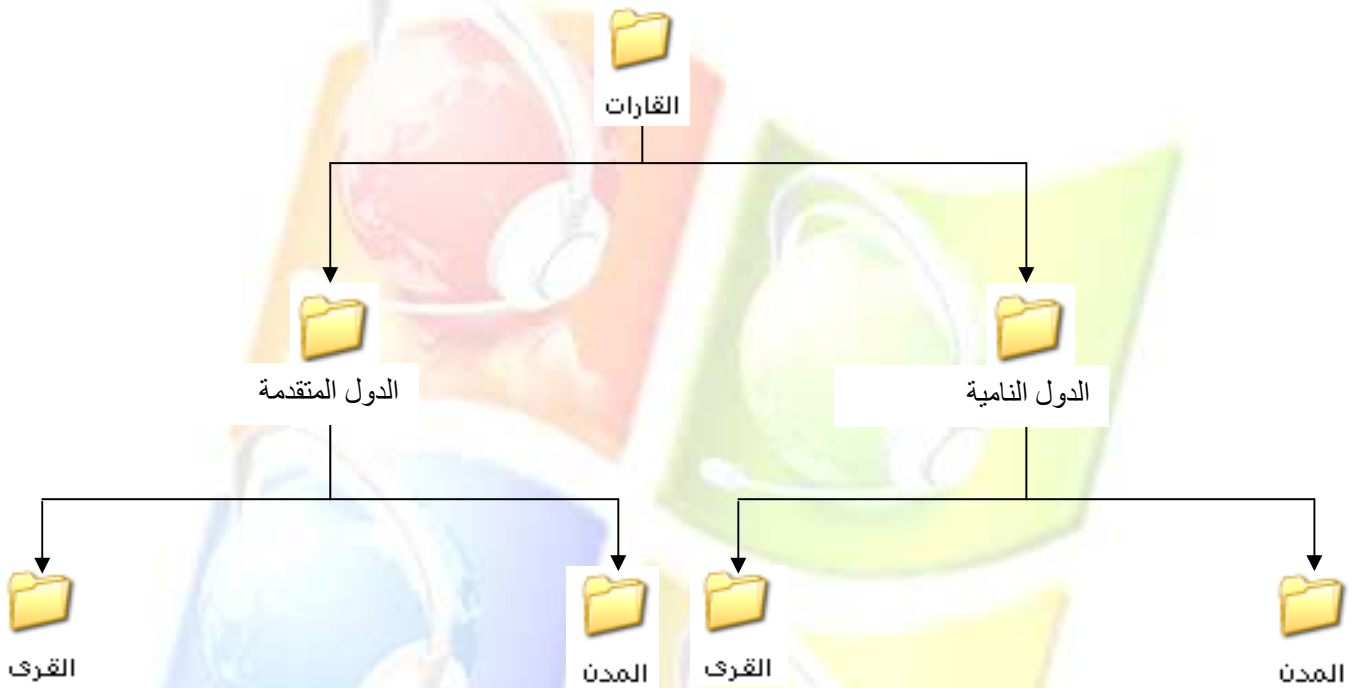 القارات
الدول النامية
الدول المتقدمة
المدن
القرى
المدن
القرى